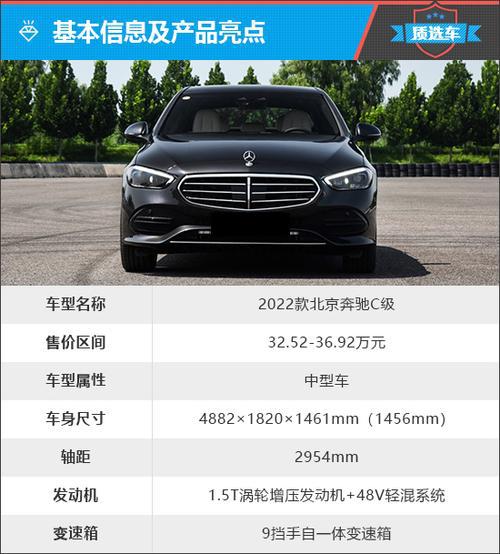 基本信息及产品亮点
质选车
车型名称 2022款北京奔驰C级
售价区间 32.52-36.92万元
车型属性 中型车
车身尺寸 4882×1820×1461mm（1456mm）
轴距 2954mm
发动机 1.5T涡轮增压发动机+48V轻混系统
变速箱 9挡手自一体变速箱